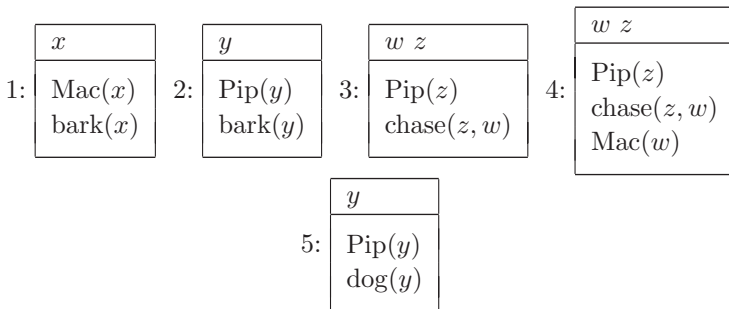 1: x
Mac(x)
bark(x)
2: y
Pip(y)
bark(y)
3: w z
Pip(z)
chase(z, w)
4: w z
Pip(z)
chase(z, w)
Mac(w)
5: y
Pip(y)
dog(y)